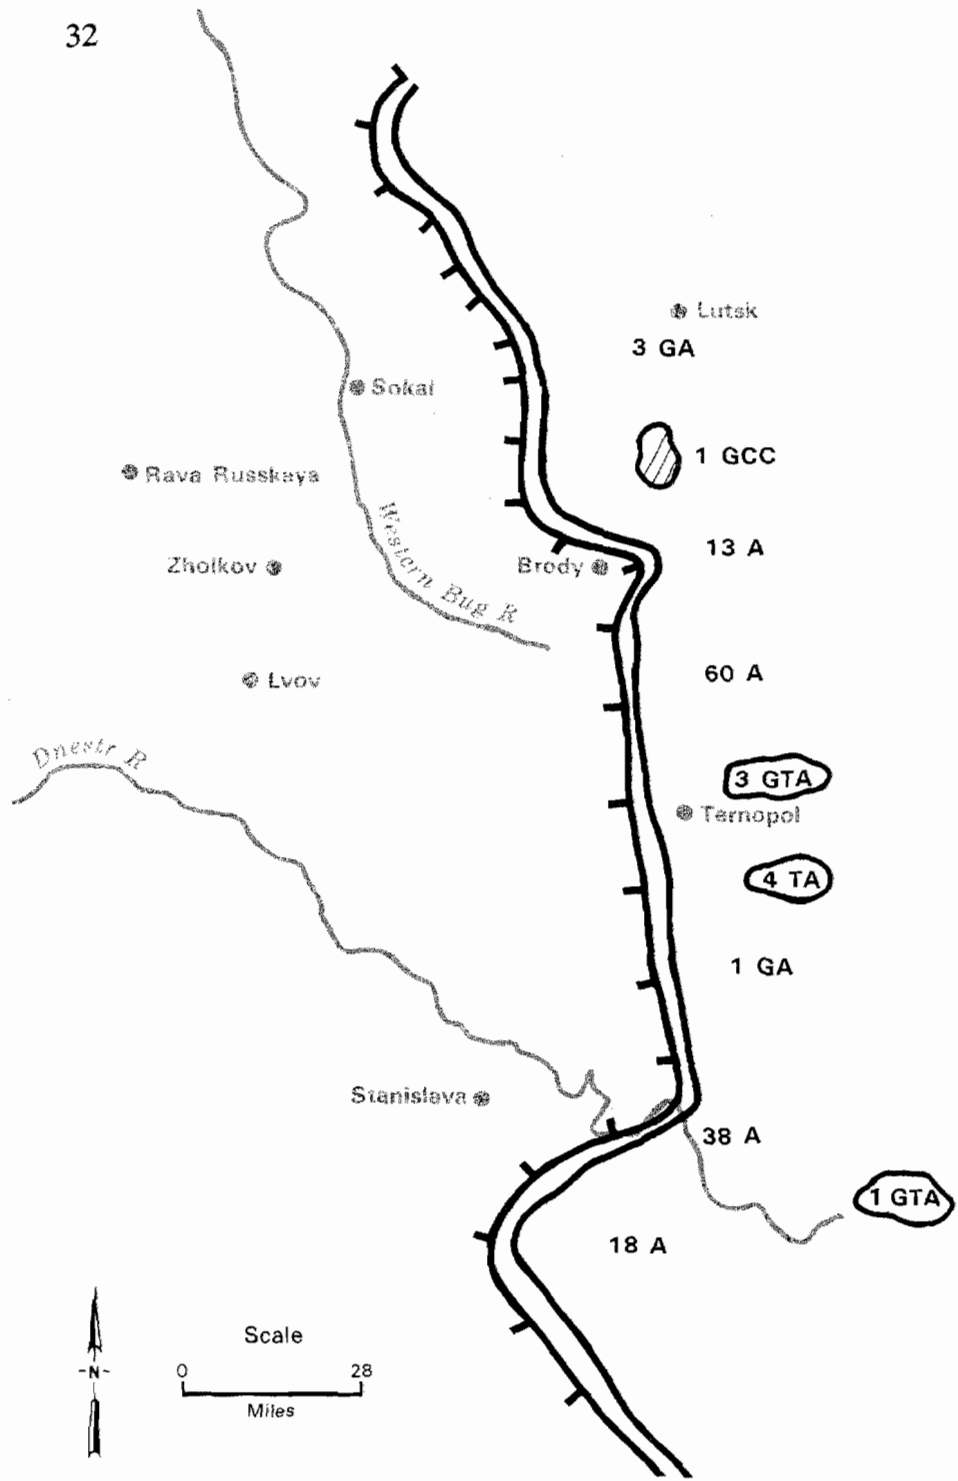 32
Lutsk
3 GA
Sokal
1 GCC
Rava Russkaya
Western Bug R
13 A
Zholkov
Brody
60 A
Lvov
Dnestr R
3 GTA
Ternopol
4 TA
1 GA
Stanislava
38 A
1 GTA
18 A
Scale
-N-
0 28
Miles